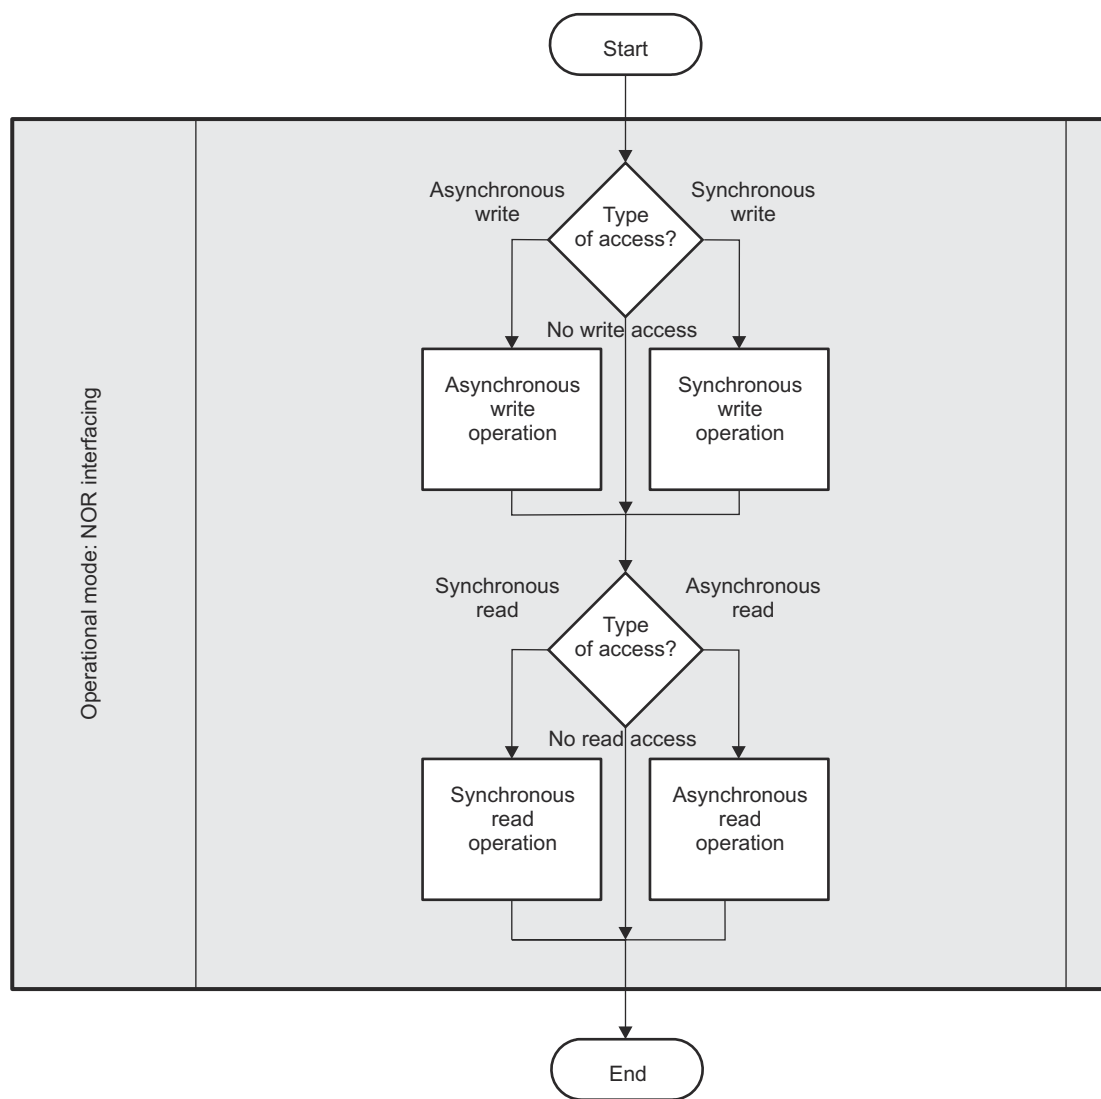 Start
Asynchronous
write
Synchronous
write
Type
of access?
No write access
Asynchronous
write
operation
Synchronous
write
operation
Operational mode: NOR interfacing
Synchronous
read
Asynchronous
read
Type
of access?
No read access
Synchronous
read
operation
Asynchronous
read
operation
End